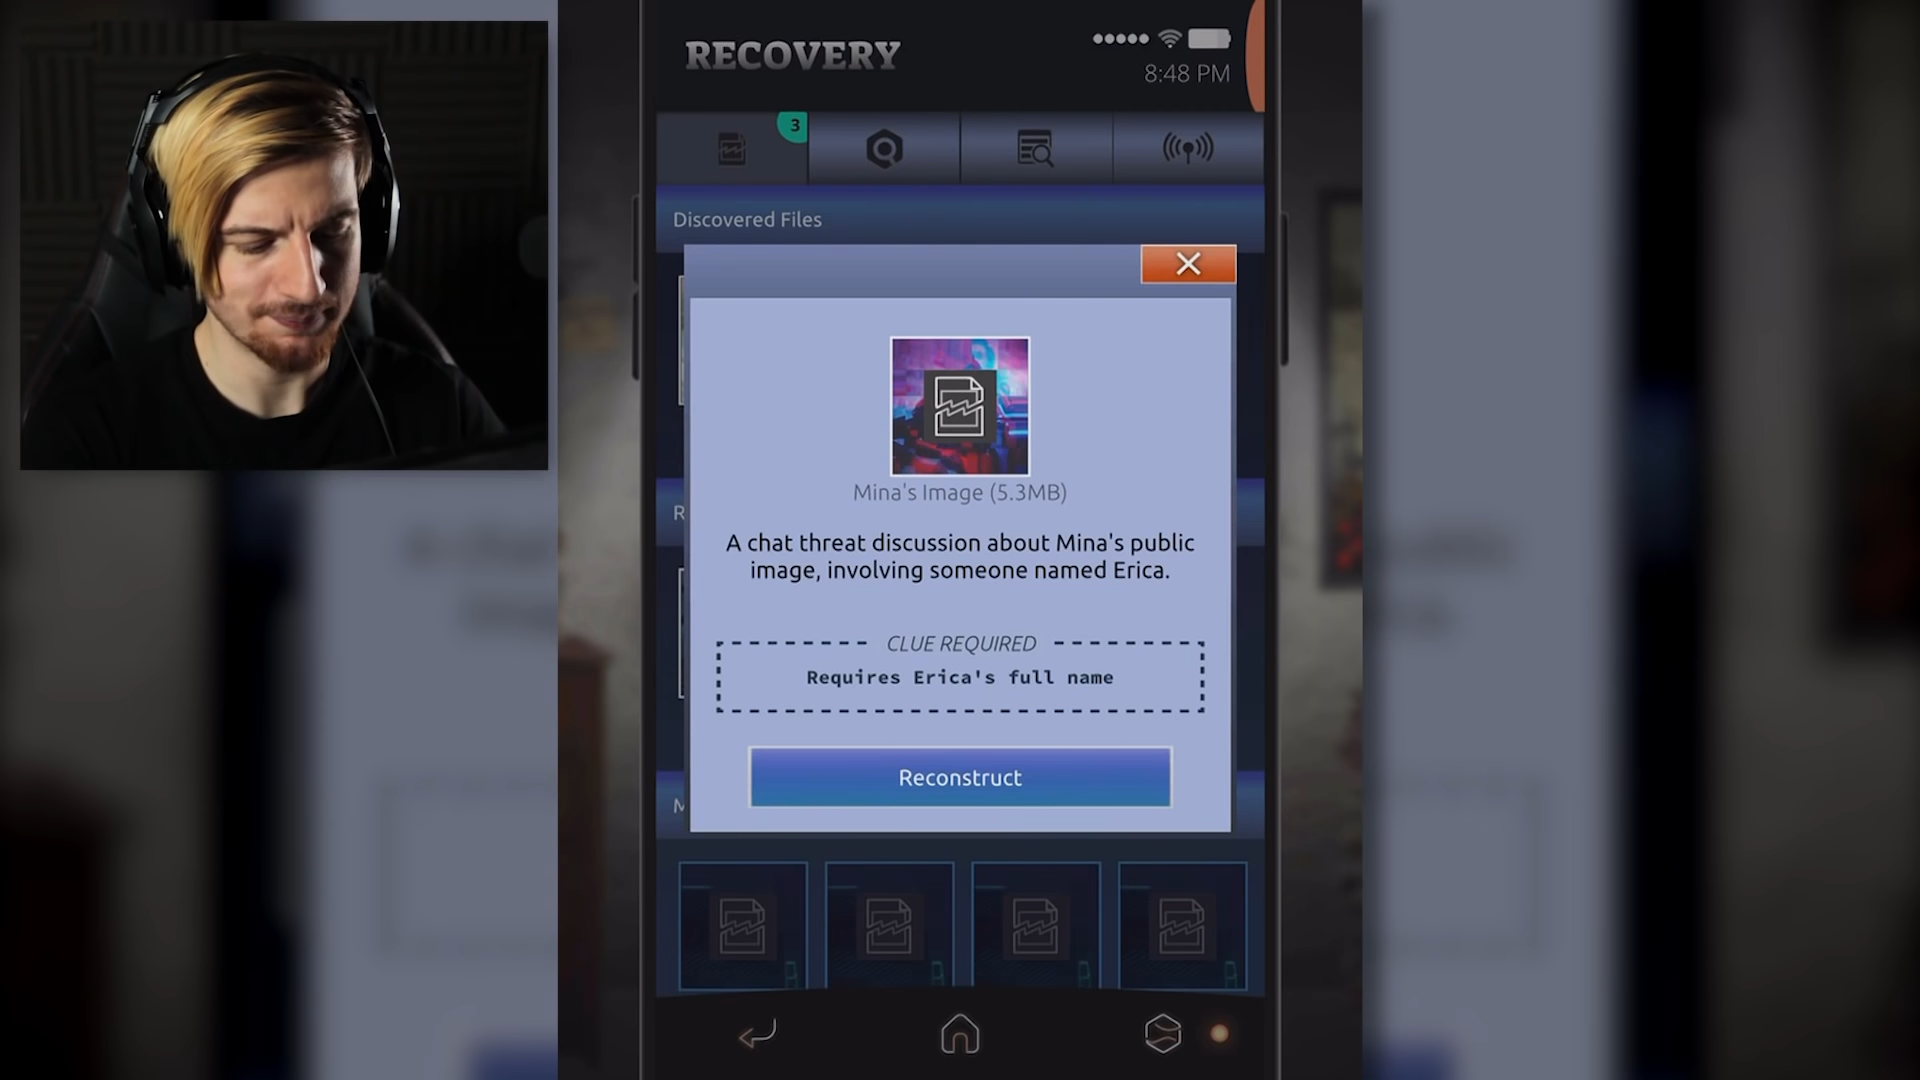 RECOVERY
8:48 PM
3
Discovered Files
R
Mina's Image (5.3MB)
A chat threat discussion about Mina's public
image, involving someone named Erica.
CLUE REQUIRED
Requires Erica's full name
Reconstruct
M